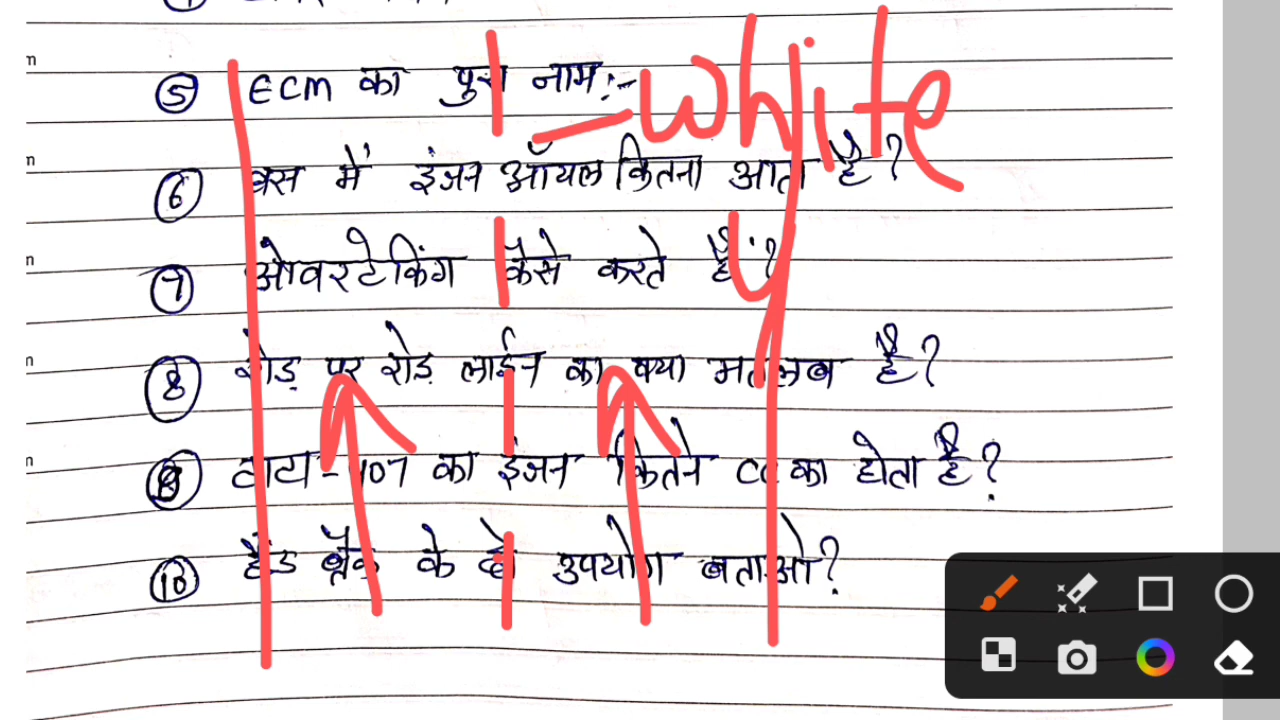 ⑤ ECM का पुरा नाम:-
white
⑥ बस में इंजन ऑयल कितना आता है?
⑦ ओवरटेकिंग कैसे करते हैं?
y
⑧ रोड़ पर रोड़ लाईन का क्या मतलब है?
⑨ टाटा-407 का इंजन कितने CC का होता है?
⑩ हैंड ब्रैक के दो उपयोग बताओ?